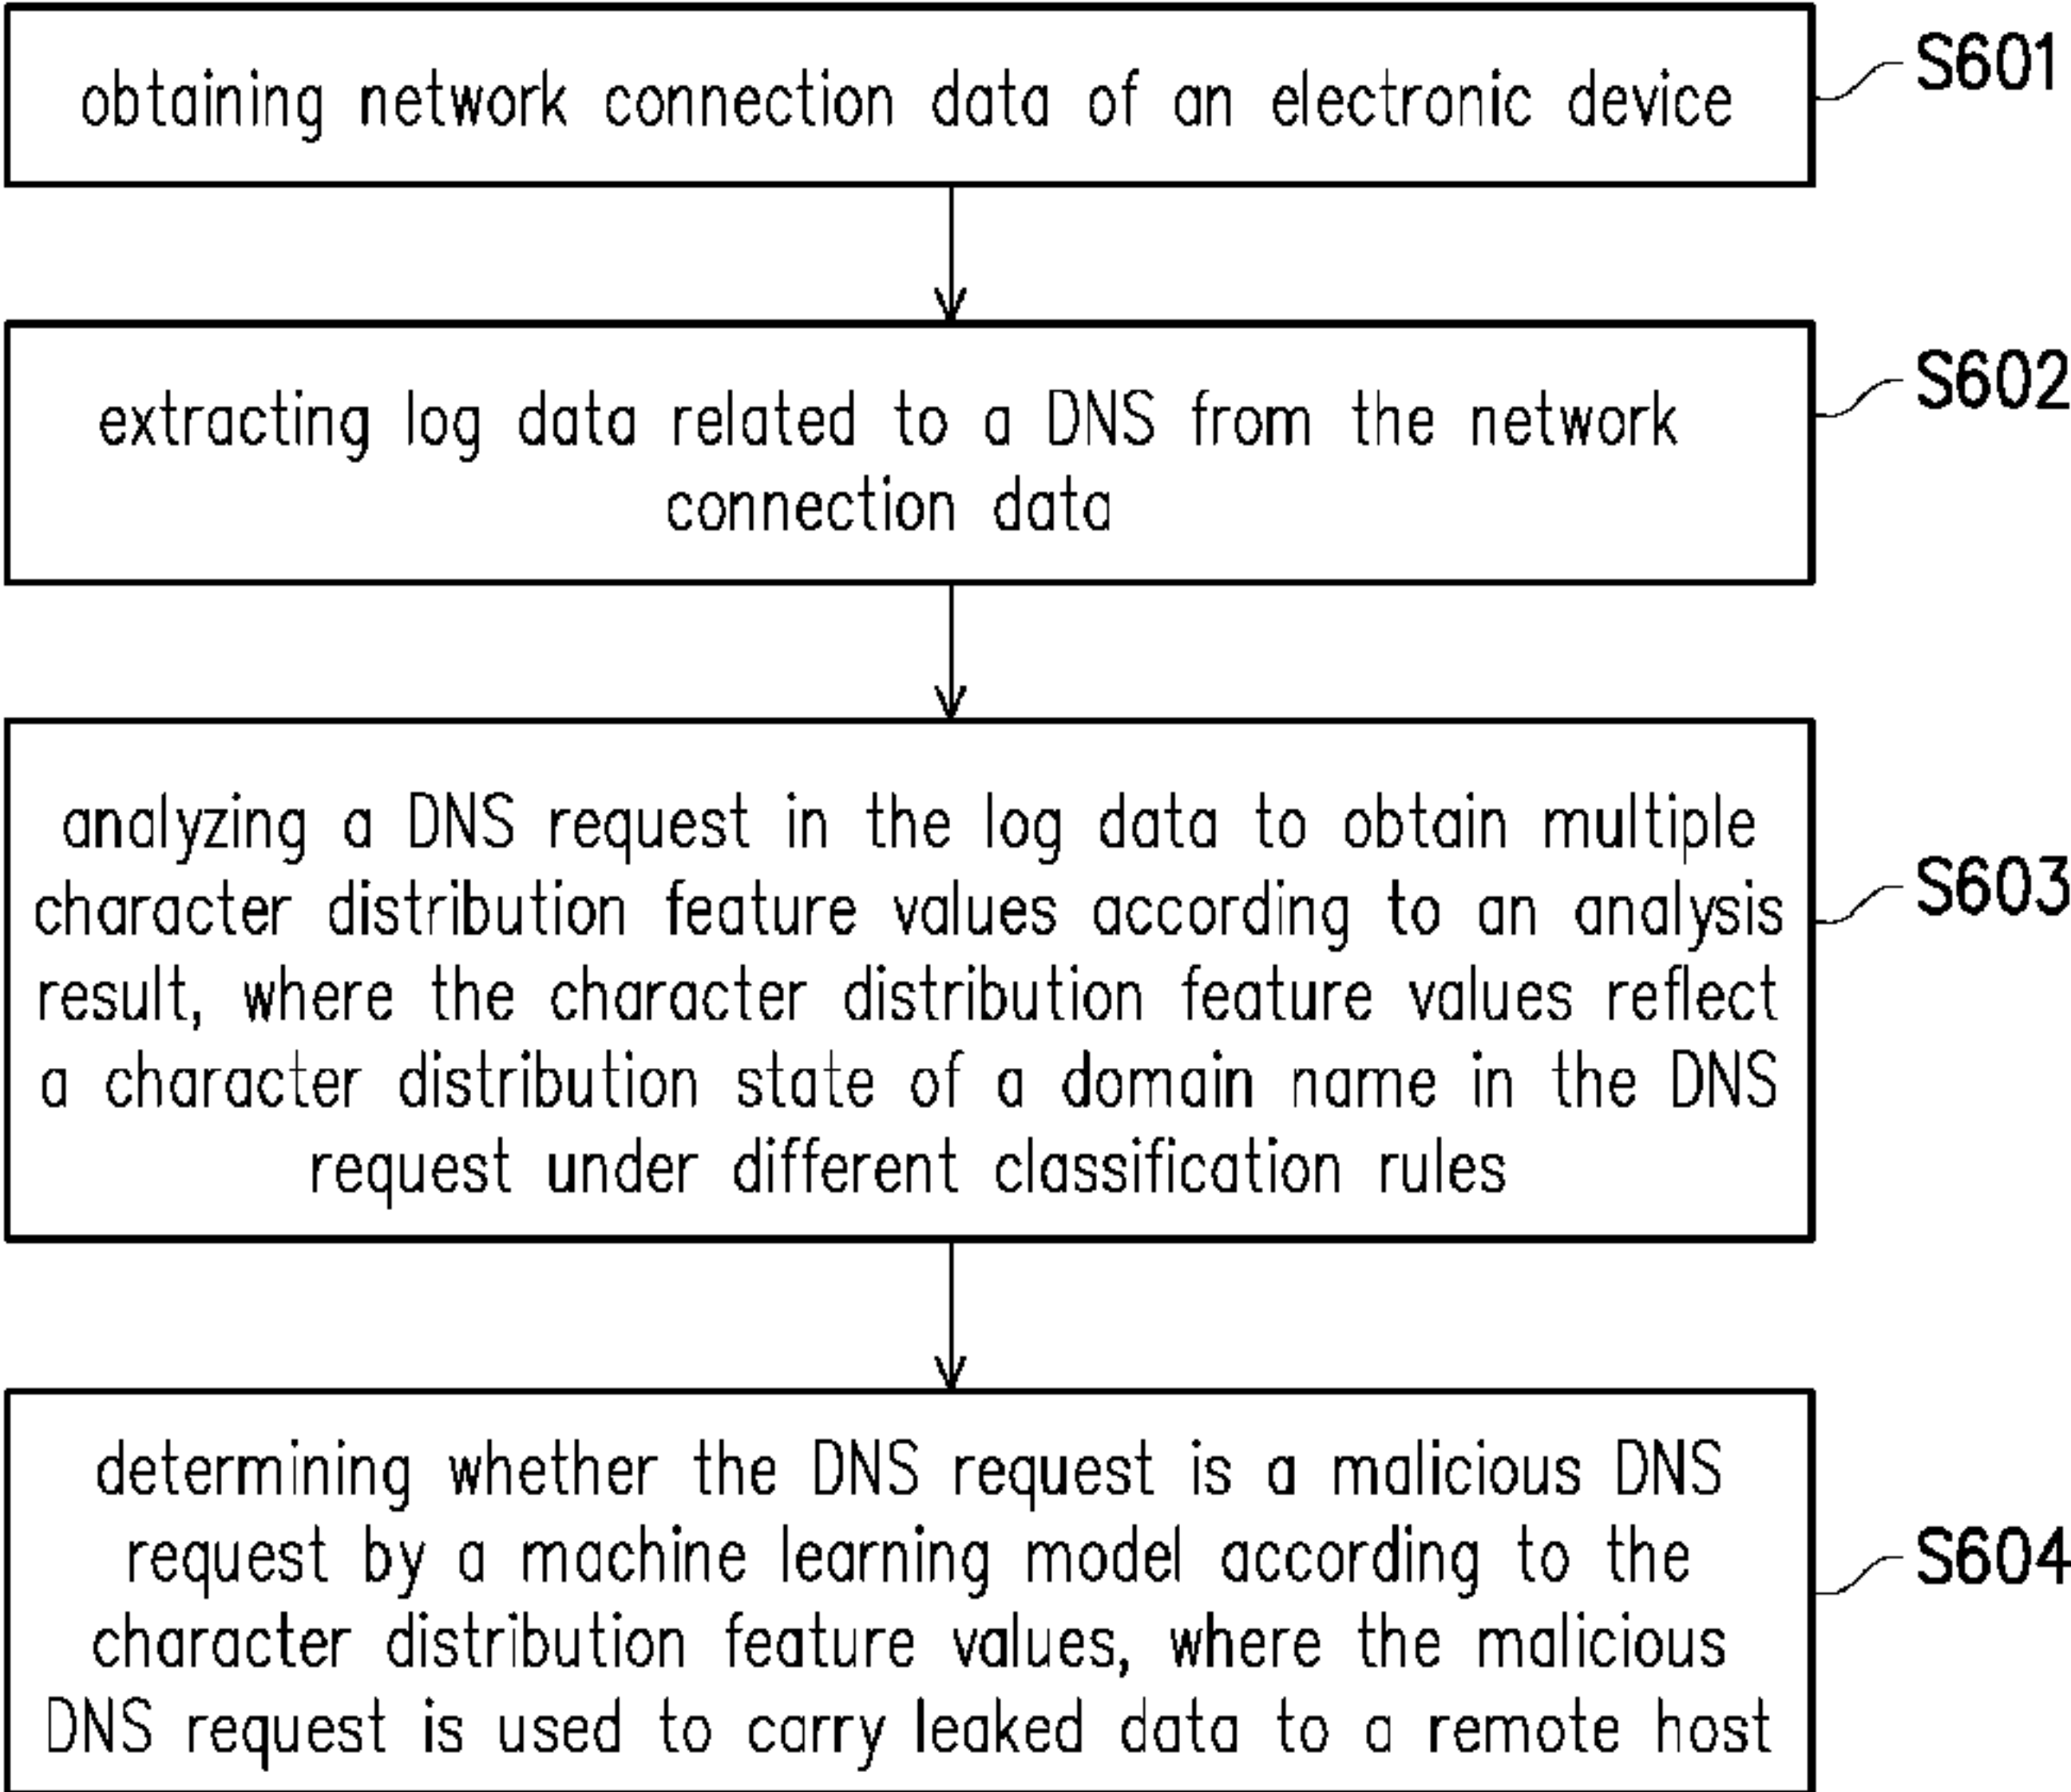 obtaining network connection data of an electronic device
S601
extracting log data related to a DNS from the network
connection data
S602
analyzing a DNS request in the log data to obtain multiple
character distribution feature values according to an analysis
result, where the character distribution feature values reflect
a character distribution state of a domain name in the DNS
request under different classification rules
S603
determining whether the DNS request is a malicious DNS
request by a machine learning model according to the
character distribution feature values, where the malicious
DNS request is used to carry leaked data to a remote host
S604